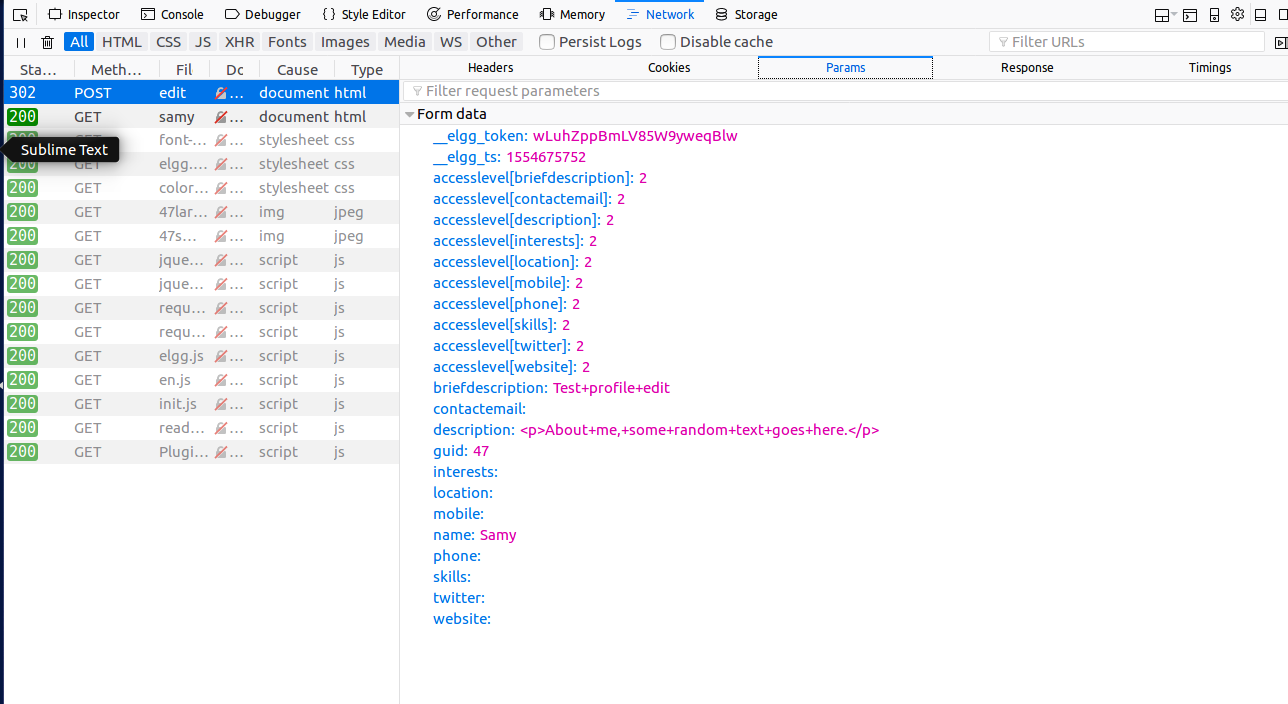 Inspector Console Debugger {} Style Editor Performance Memory Network Storage
All HTML CSS JS XHR Fonts Images Media WS Other Persist Logs Disable cache Filter URLs
Sta… Meth… Fil Dc Cause Type Headers Cookies Params Response Timings
302 POST edit … document html Filter request parameters
200 GET samy … document html Form data
font-… … stylesheet css __elgg_token: wLuhZppBmLV85W9yweqBlw
Sublime Text
200 GET elgg.… … stylesheet css __elgg_ts: 1554675752
200 GET color… … stylesheet css accesslevel[briefdescription]: 2
200 GET 47lar… … img jpeg accesslevel[contactemail]: 2
200 GET 47s… … img jpeg accesslevel[description]: 2
200 GET jque… … script js accesslevel[interests]: 2
200 GET jque… … script js accesslevel[location]: 2
200 GET requ… … script js accesslevel[mobile]: 2
200 GET requ… … script js accesslevel[phone]: 2
200 GET elgg.js … script js accesslevel[skills]: 2
200 GET en.js … script js accesslevel[twitter]: 2
200 GET init.js … script js accesslevel[website]: 2
200 GET read… … script js briefdescription: Test+profile+edit
200 GET Plugi… … script js contactemail:
description: <p>About+me,+some+random+text+goes+here.</p>
guid: 47
interests:
location:
mobile:
name: Samy
phone:
skills:
twitter:
website: